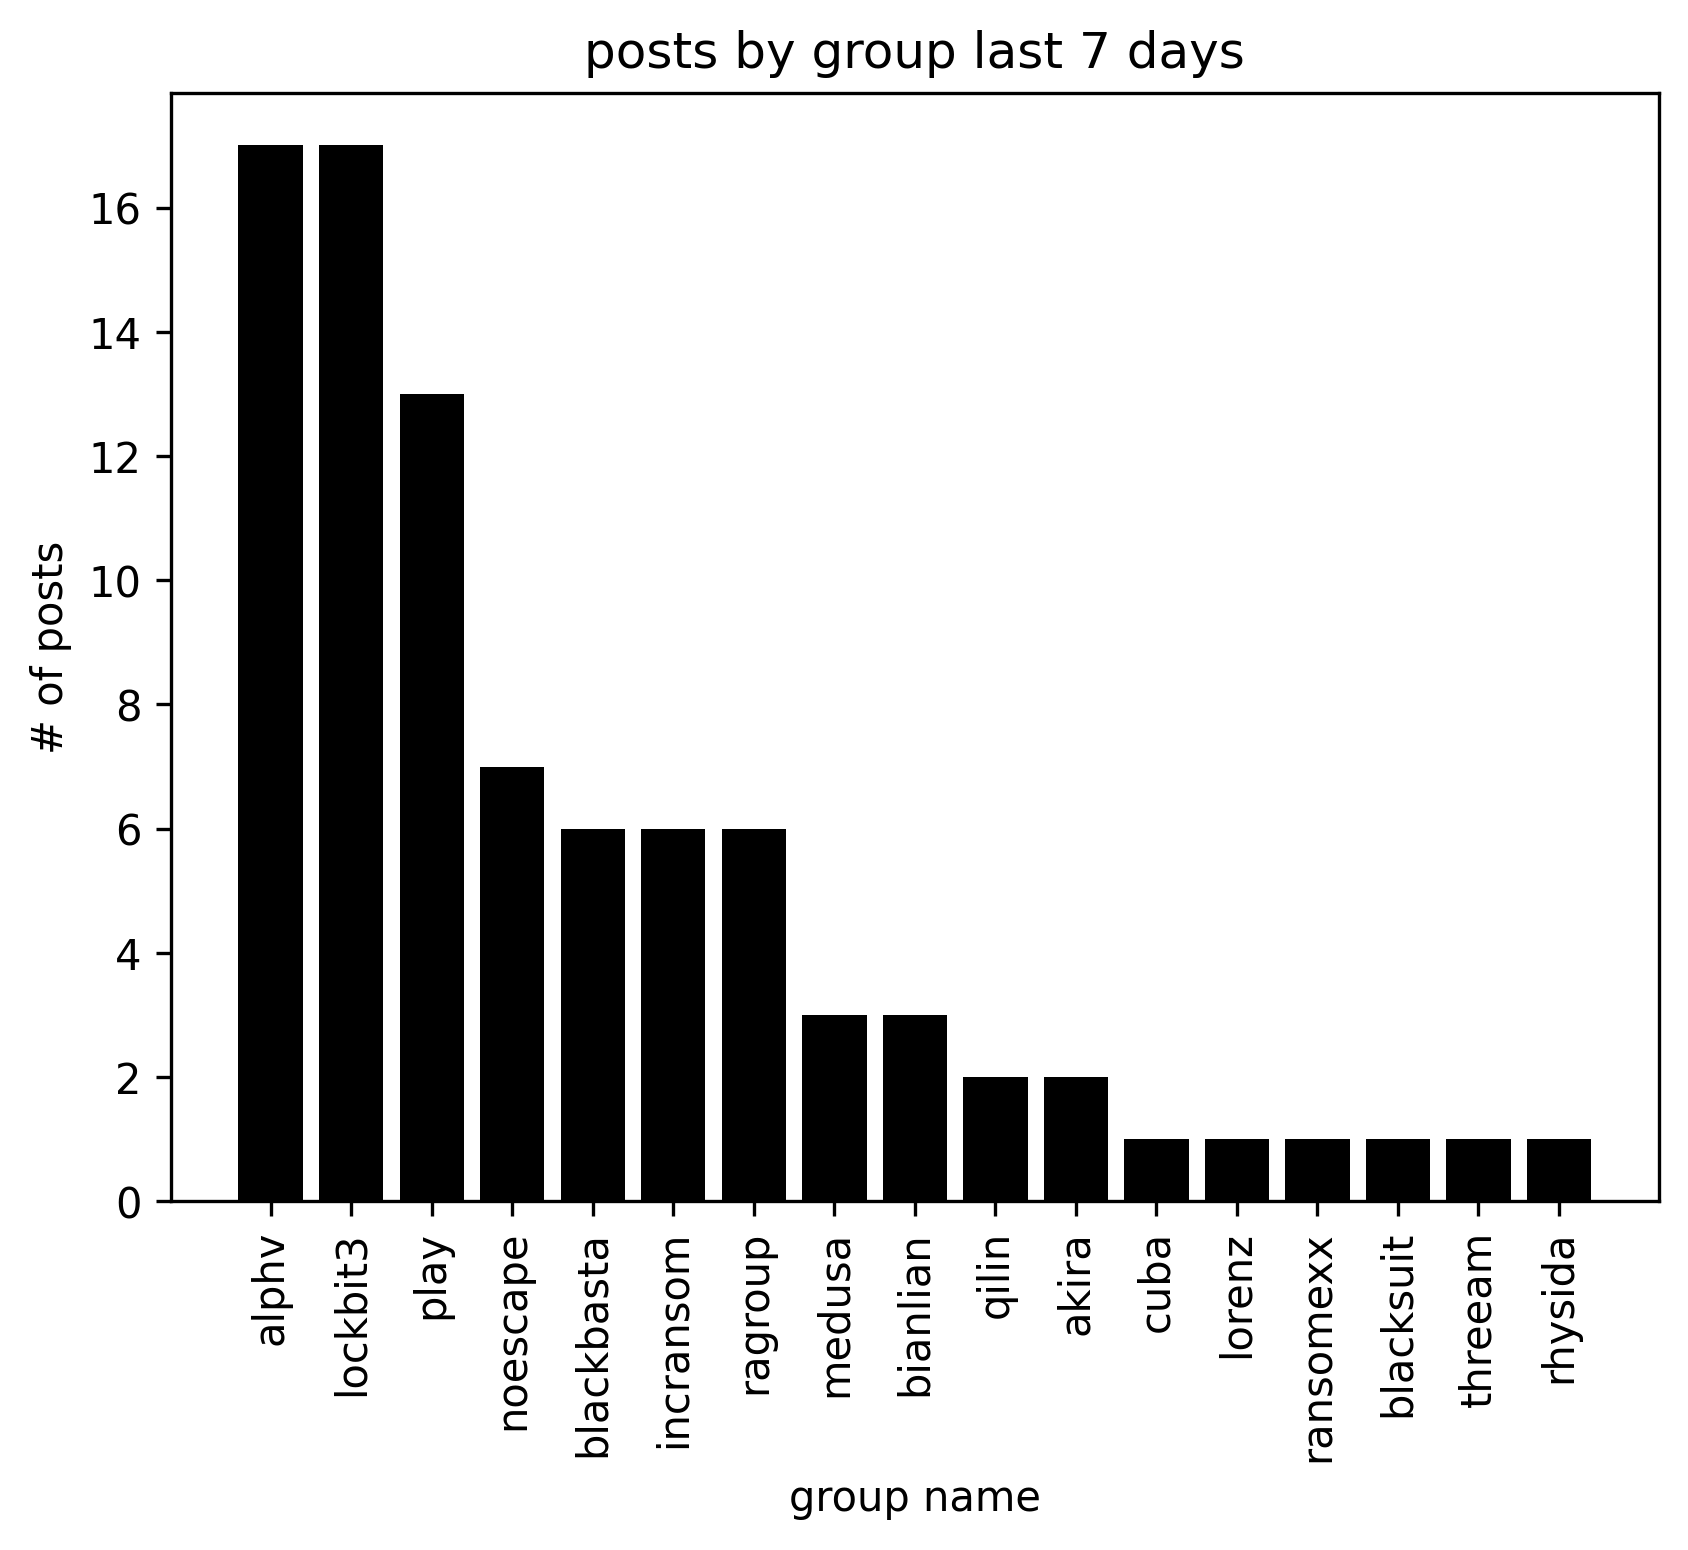 posts by group last 7 days
16
14
12
10
8
6
4
2
0
# of posts
alphv
lockbit3
play
noescape
blackbasta
incransom
ragroup
medusa
bianlian
qilin
akira
cuba
lorenz
ransomexx
blacksuit
threeam
rhysida
group name